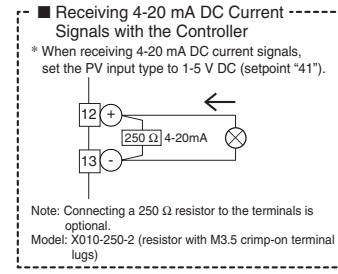 ■ Receiving 4-20 mA DC Current
Signals with the Controller
* When receiving 4-20 mA DC current signals,
set the PV input type to 1-5 V DC (setpoint “41”).
12 +
250 Ω 4-20mA
13 -
Note: Connecting a 250 Ω resistor to the terminals is
optional.
Model: X010-250-2 (resistor with M3.5 crimp-on terminal
lugs)